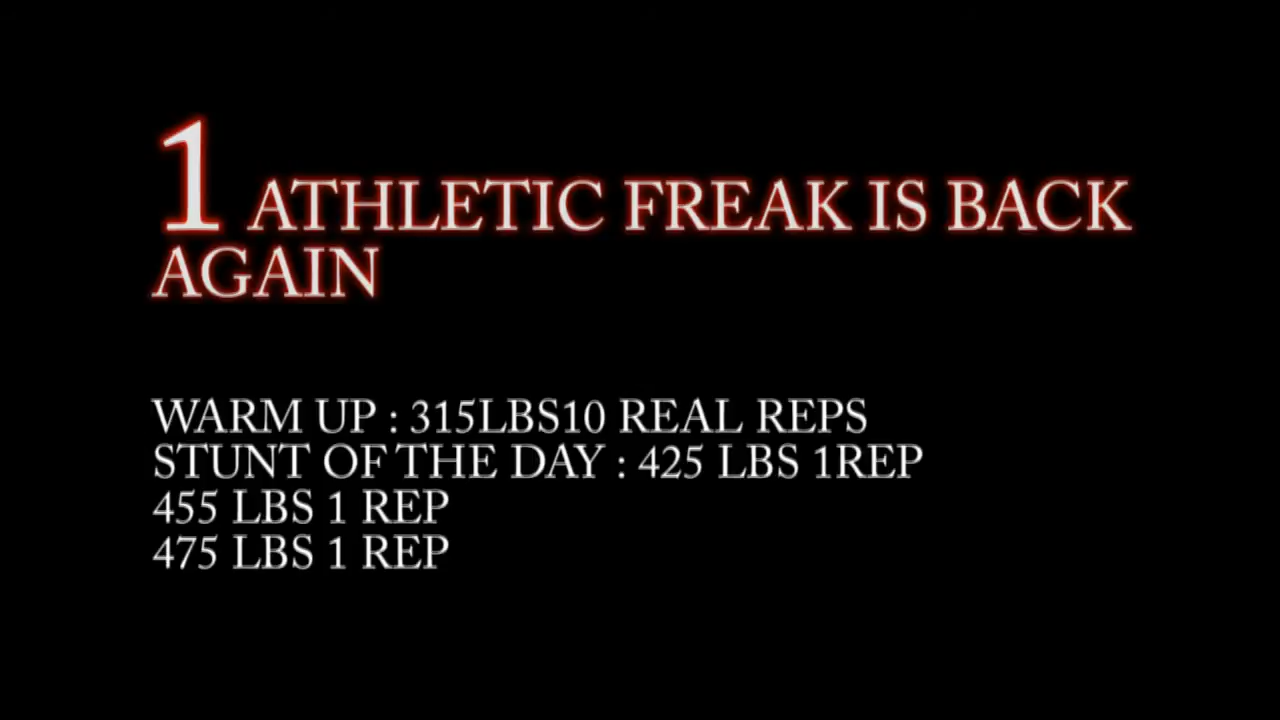 1 ATHLETIC FREAK IS BACK
AGAIN
WARM UP : 315LBS10 REAL REPS
STUNT OF THE DAY : 425 LBS 1REP
455 LBS 1 REP
475 LBS 1 REP